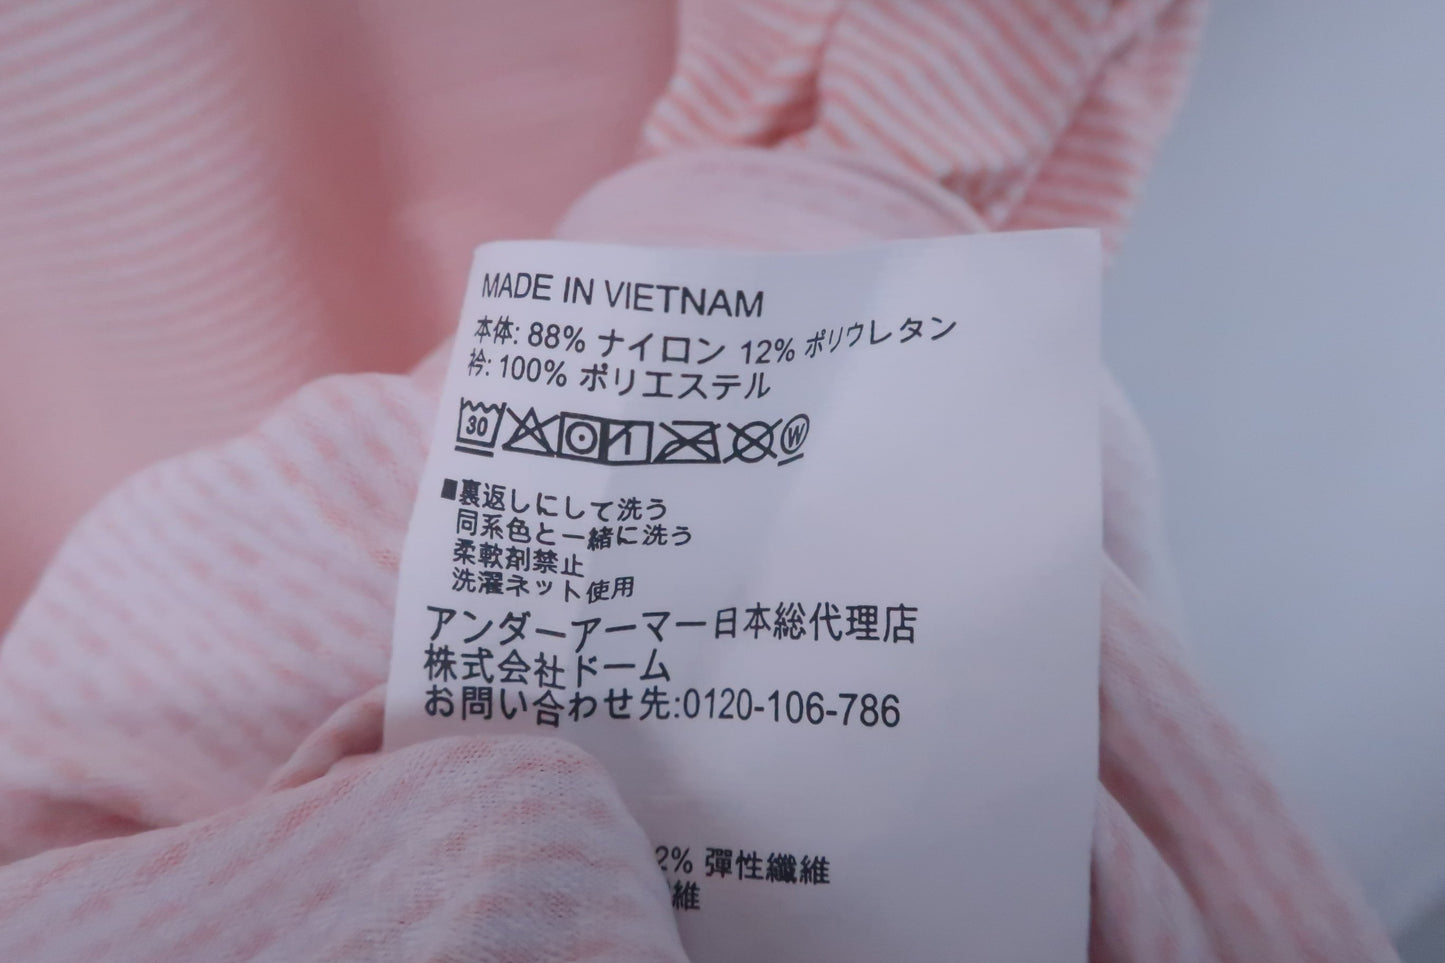 MADE IN VIETNAM
本体: 88% ナイロン 12% ポリウレタン
衿: 100% ポリエステル
30
W
■裏返しにして洗う
同系色と一緒に洗う
柔軟剤禁止
洗濯ネット使用
アンダーアーマー日本総代理店
株式会社ドーム
お問い合わせ先:0120-106-786
2% 彈性纖維
維